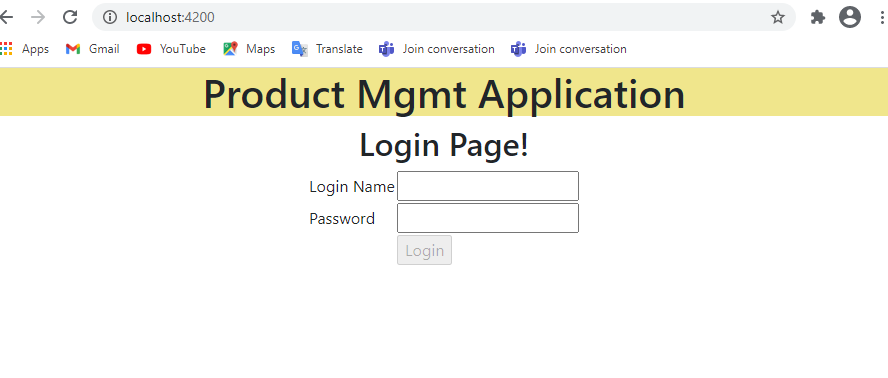 localhost:4200
Apps Gmail YouTube Maps Translate Join conversation Join conversation
Product Mgmt Application
Login Page!
Login Name
Password
Login